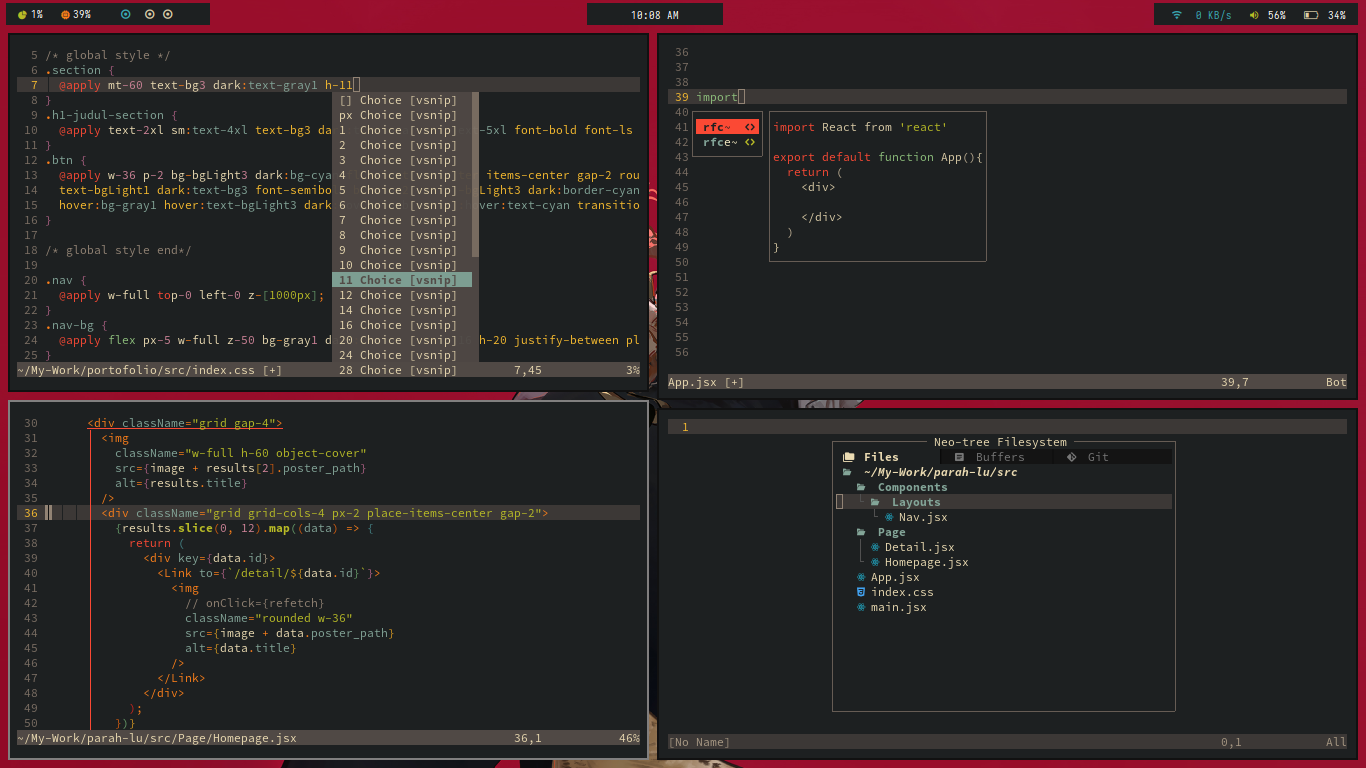 1% 39%
10:08 AM
0 KB/s 56% 34%
5 /* global style */
6 .section {
7 @apply mt-60 text-bg3 dark:text-gray1 h-11
8 }
9 .h1-judul-section {
10 @apply text-2xl sm:text-4xl text-bg3 da -5xl font-bold font-ls
11 }
12 .btn {
13 @apply w-36 p-2 bg-bgLight3 dark:bg-cya items-center gap-2 rou
14 text-bgLight1 dark:text-bg3 font-semibo gLight3 dark:border-cyan
15 hover:bg-gray1 hover:text-bgLight3 dark ver:text-cyan transitio
16 }
17
18 /* global style end*/
19
20 .nav {
21 @apply w-full top-0 left-0 z-[1000px];
22 }
23 .nav-bg {
24 @apply flex px-5 w-full z-50 bg-gray1 d h-20 justify-between pl
25 }
[] Choice [vsnip]
px Choice [vsnip]
1 Choice [vsnip]
2 Choice [vsnip]
3 Choice [vsnip]
4 Choice [vsnip]
5 Choice [vsnip]
6 Choice [vsnip]
7 Choice [vsnip]
8 Choice [vsnip]
9 Choice [vsnip]
10 Choice [vsnip]
11 Choice [vsnip]
12 Choice [vsnip]
14 Choice [vsnip]
16 Choice [vsnip]
20 Choice [vsnip]
24 Choice [vsnip]
28 Choice [vsnip]
~/My-Work/portofolio/src/index.css [+] 7,45 3%
36
37
38
39 import
40
41
42
43
44
45
46
47
48
49
50
51
52
53
54
55
56
rfc~ <>
rfce~ <>
import React from 'react'
export default function App(){
return (
<div>
</div>
)
}
App.jsx [+] 39,7 Bot
30 <div className="grid gap-4">
31 <img
32 className="w-full h-60 object-cover"
33 src={image + results[2].poster_path}
34 alt={results.title}
35 />
36 <div className="grid grid-cols-4 px-2 place-items-center gap-2">
37 {results.slice(0, 12).map((data) => {
38 return (
39 <div key={data.id}>
40 <Link to={`/detail/${data.id}`}>
41 <img
42 // onClick={refetch}
43 className="rounded w-36"
44 src={image + data.poster_path}
45 alt={data.title}
46 />
47 </Link>
48 </div>
49 );
50 })}
~/My-Work/parah-lu/src/Page/Homepage.jsx 36,1 46%
1
Neo-tree Filesystem
Files Buffers Git
~/My-Work/parah-lu/src
Components
Layouts
Nav.jsx
Page
Detail.jsx
Homepage.jsx
App.jsx
index.css
main.jsx
[No Name] 0,1 All